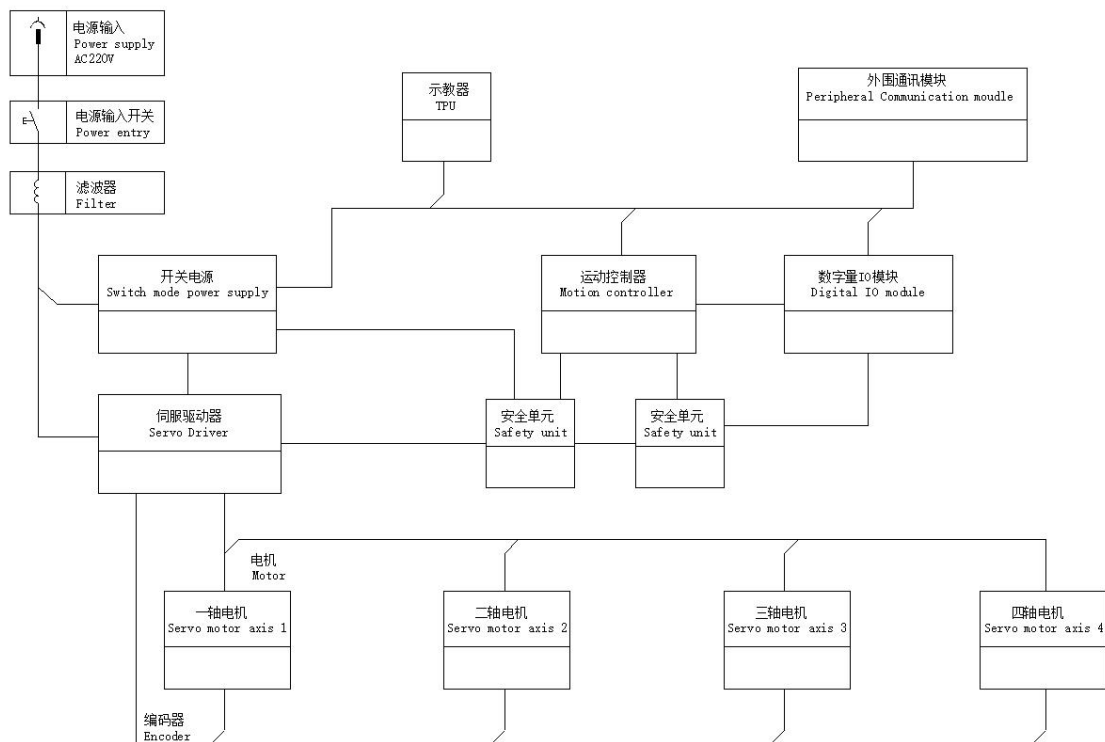 电源输入
Power supply
AC220V
电源输入开关
Power entry
滤波器
Filter
示教器
TPU
外围通讯模块
Peripheral Communication moudle
开关电源
Switch mode power supply
运动控制器
Motion controller
数字量IO模块
Digital IO module
伺服驱动器
Servo Driver
安全单元
Safety unit
安全单元
Safety unit
电机
Motor
一轴电机
Servo motor axis 1
二轴电机
Servo motor axis 2
三轴电机
Servo motor axis 3
四轴电机
Servo motor axis 4
编码器
Encoder